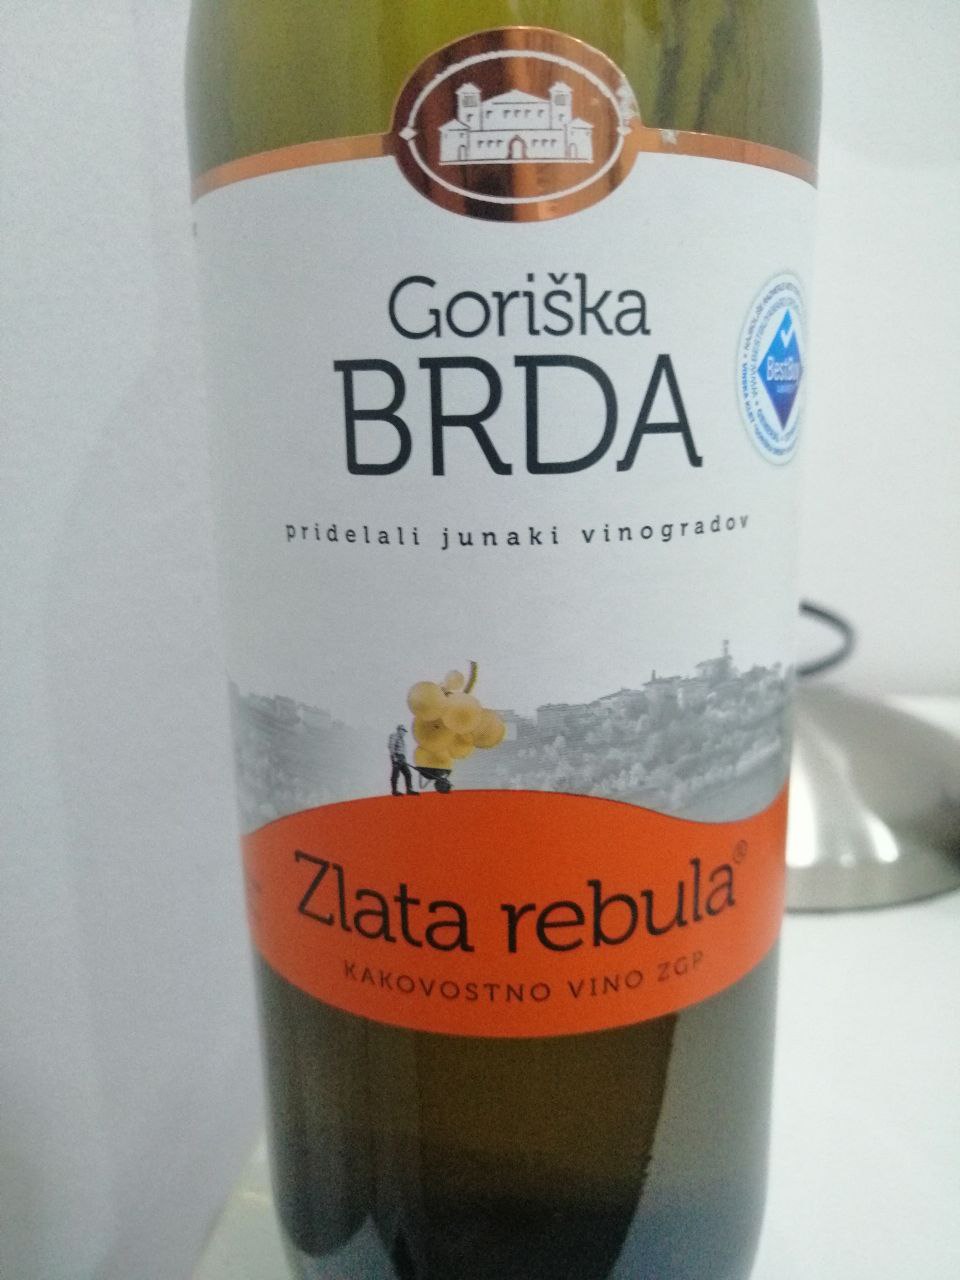 Goriška
BRDA
BestBuy
pridelali junaki vinogradov
Zlata rebula®
KAKOVOSTNO VINO ZGP